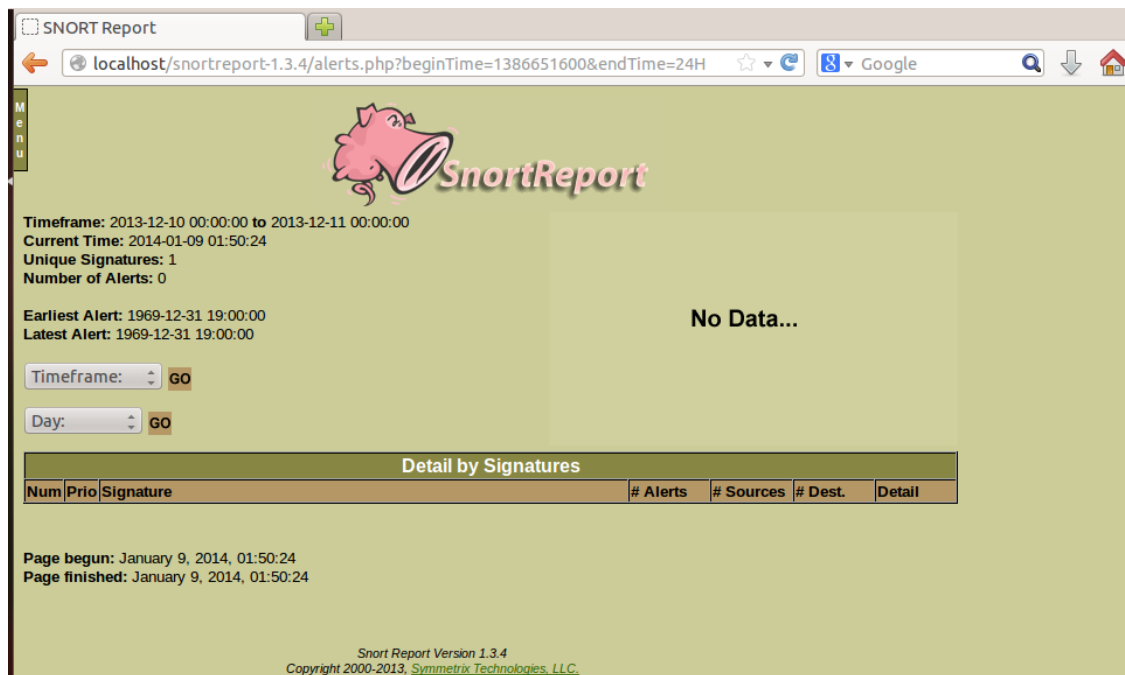 SNORT Report
localhost/snortreport-1.3.4/alerts.php?beginTime=1386651600&endTime=24H
Google
Menu
SnortReport
Timeframe: 2013-12-10 00:00:00 to 2013-12-11 00:00:00
Current Time: 2014-01-09 01:50:24
Unique Signatures: 1
Number of Alerts: 0
Earliest Alert: 1969-12-31 19:00:00
Latest Alert: 1969-12-31 19:00:00
No Data...
Timeframe: GO
Day: GO
Detail by Signatures
Num Prio Signature # Alerts # Sources # Dest. Detail
Page begun: January 9, 2014, 01:50:24
Page finished: January 9, 2014, 01:50:24
Snort Report Version 1.3.4
Copyright 2000-2013, Symmetrix Technologies, LLC.